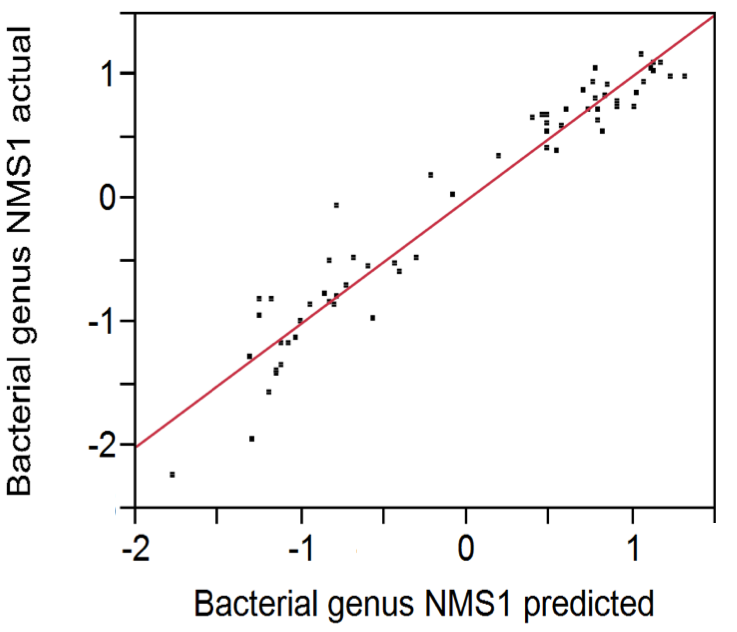 Bacterial genus NMS1 actual
1
0
-1
-2
-2 -1 0 1
Bacterial genus NMS1 predicted